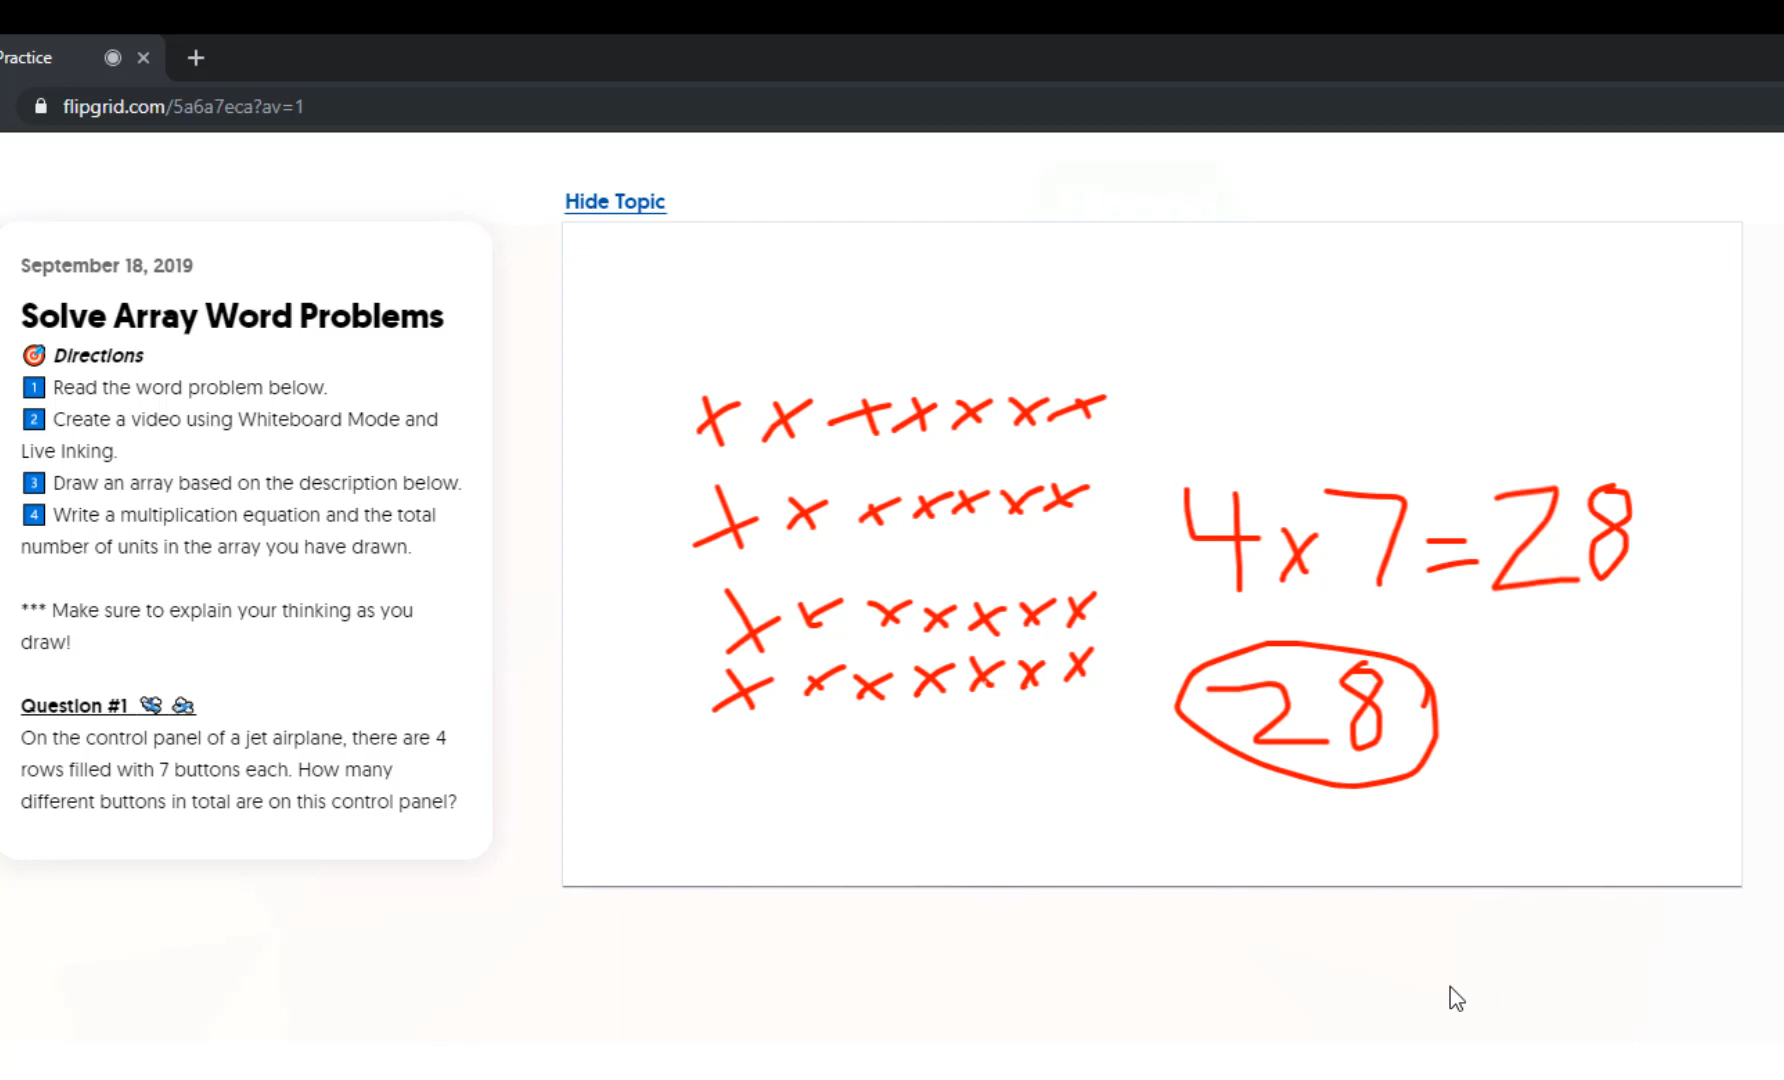 Practice
flipgrid.com/5a6a7eca?av=1
Hide Topic
September 18, 2019
Solve Array Word Problems
Directions
1 Read the word problem below.
2 Create a video using Whiteboard Mode and
Live Inking.
3 Draw an array based on the description below.
4 Write a multiplication equation and the total
number of units in the array you have drawn.
*** Make sure to explain your thinking as you
draw!
Question #1
On the control panel of a jet airplane, there are 4
rows filled with 7 buttons each. How many
different buttons in total are on this control panel?
x x x x x x x
x x x x x x x
x x x x x x x
x x x x x x x
4x7=28
28